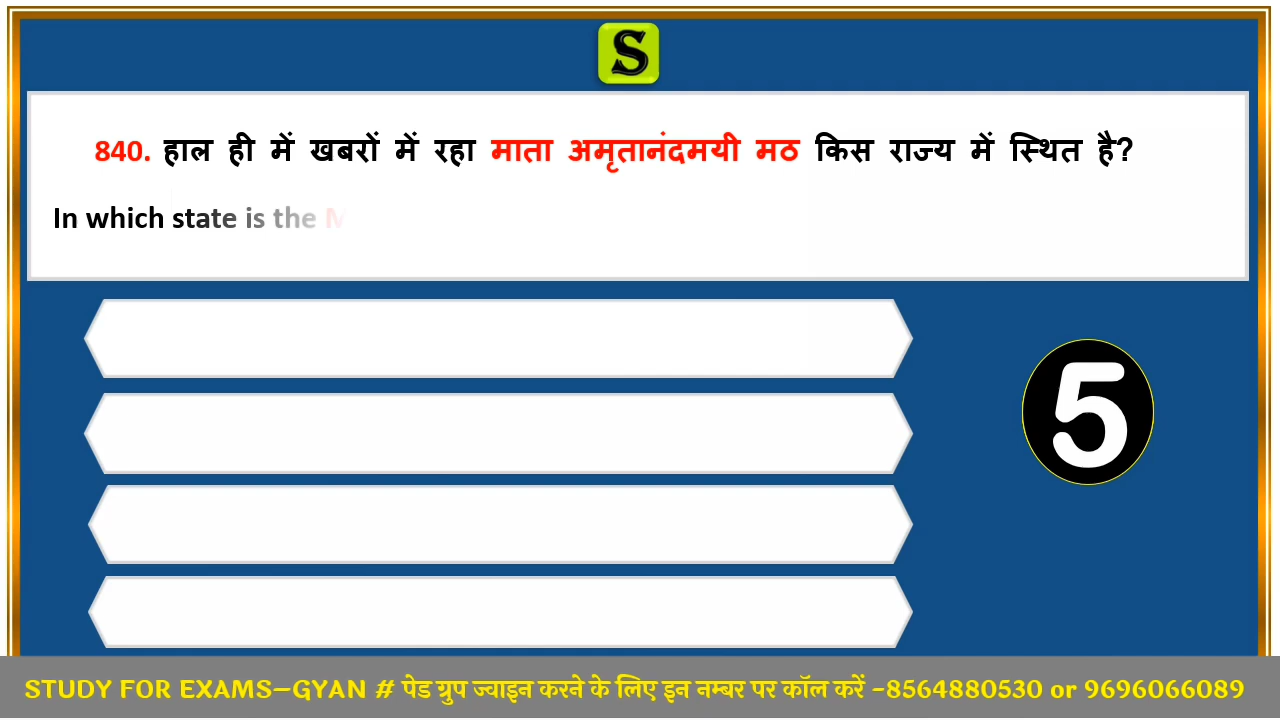 S
840. हाल ही में खबरों में रहा माता अमृतानंदमयी मठ किस राज्य में स्थित है?
In which state is the M
5
STUDY FOR EXAMS–GYAN # पेड ग्रुप ज्वाइन करने के लिए इन नम्बर पर कॉल करें -8564880530 or 9696066089